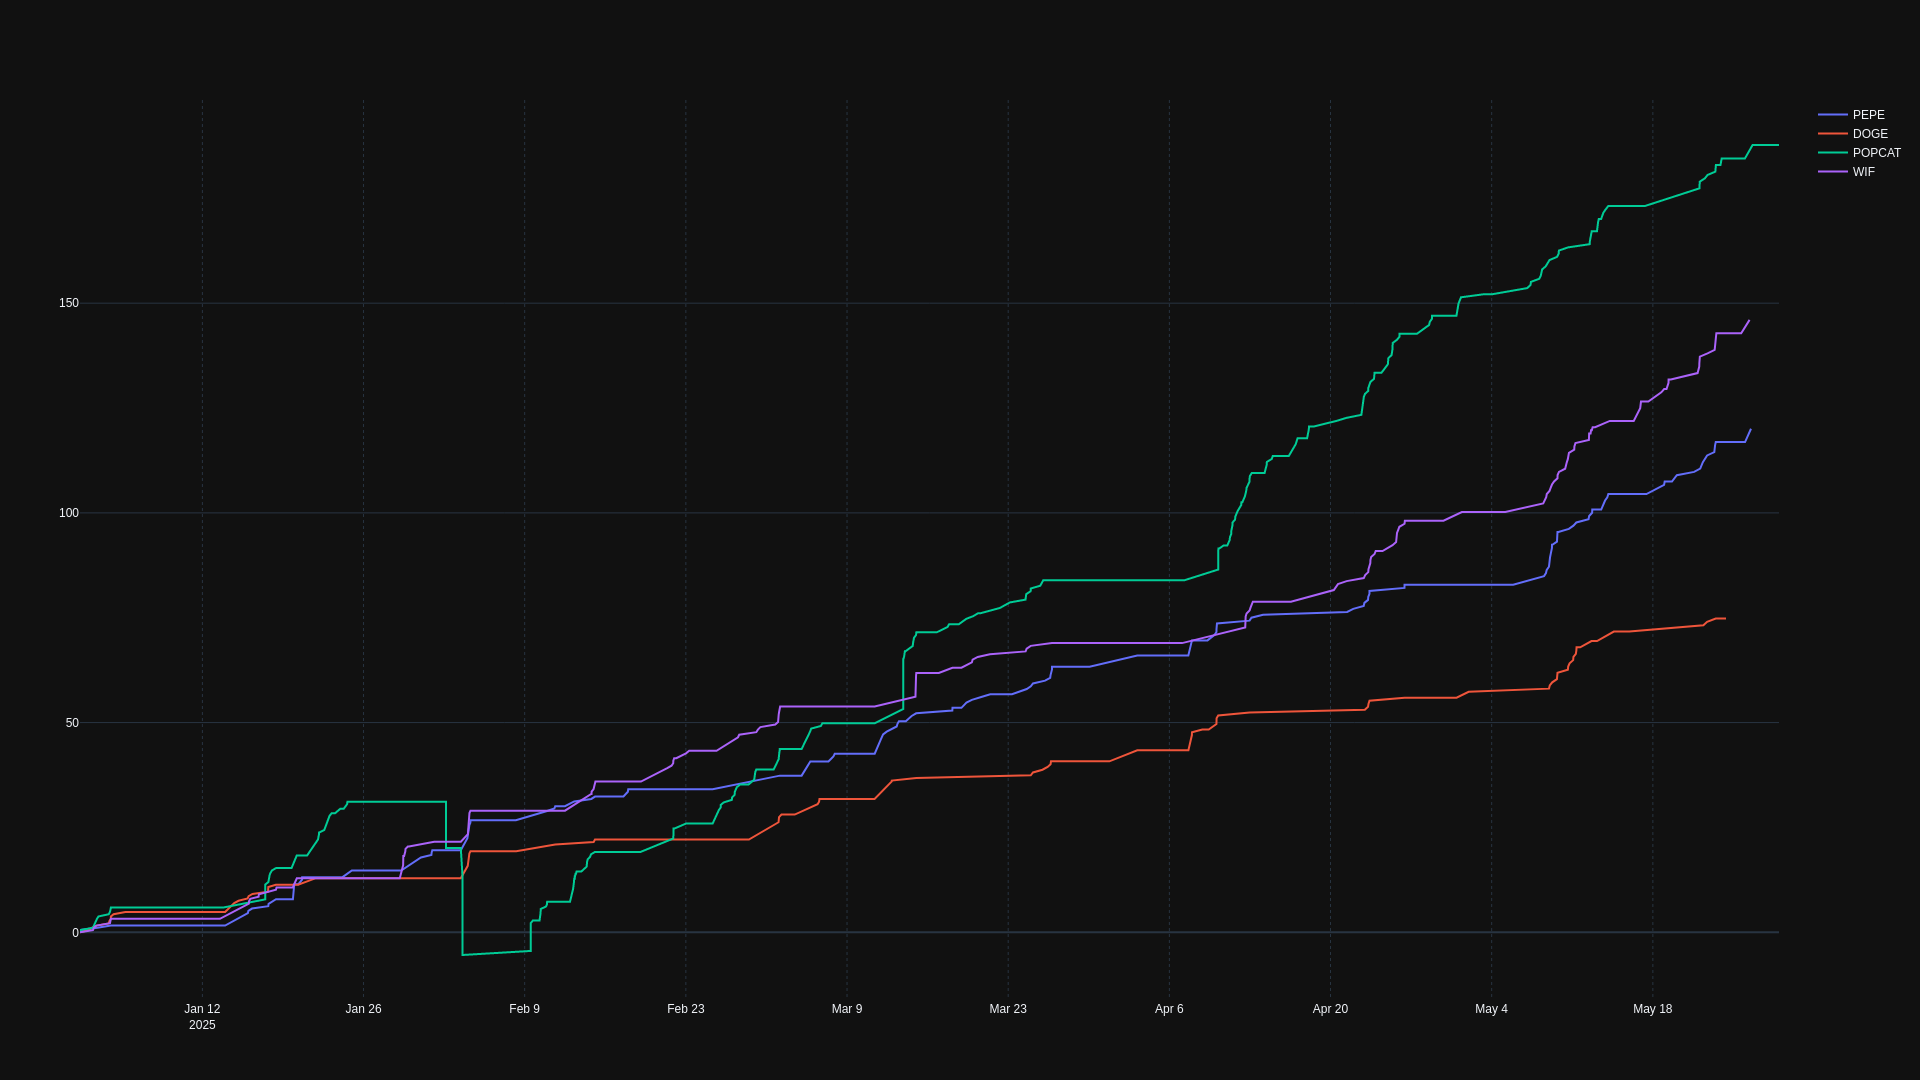 PEPE
DOGE
POPCAT
WIF
150
100
50
0
Jan 12
2025
Jan 26
Feb 9
Feb 23
Mar 9
Mar 23
Apr 6
Apr 20
May 4
May 18